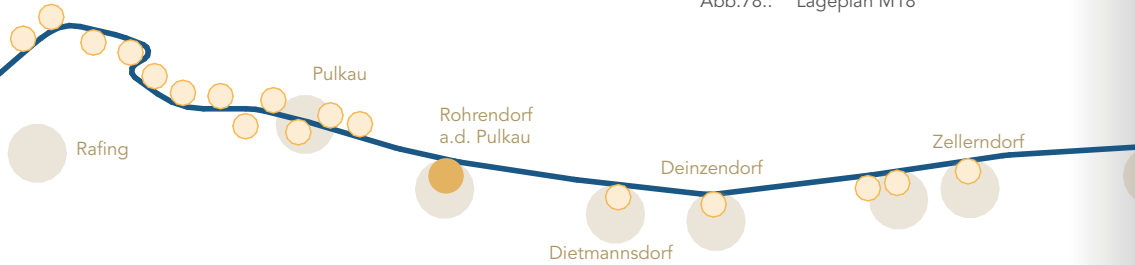 Abb.78.: Lageplan M18
Pulkau
Rohrendorf
a.d. Pulkau
Rafing
Zellerndorf
Deinzendorf
Dietmannsdorf